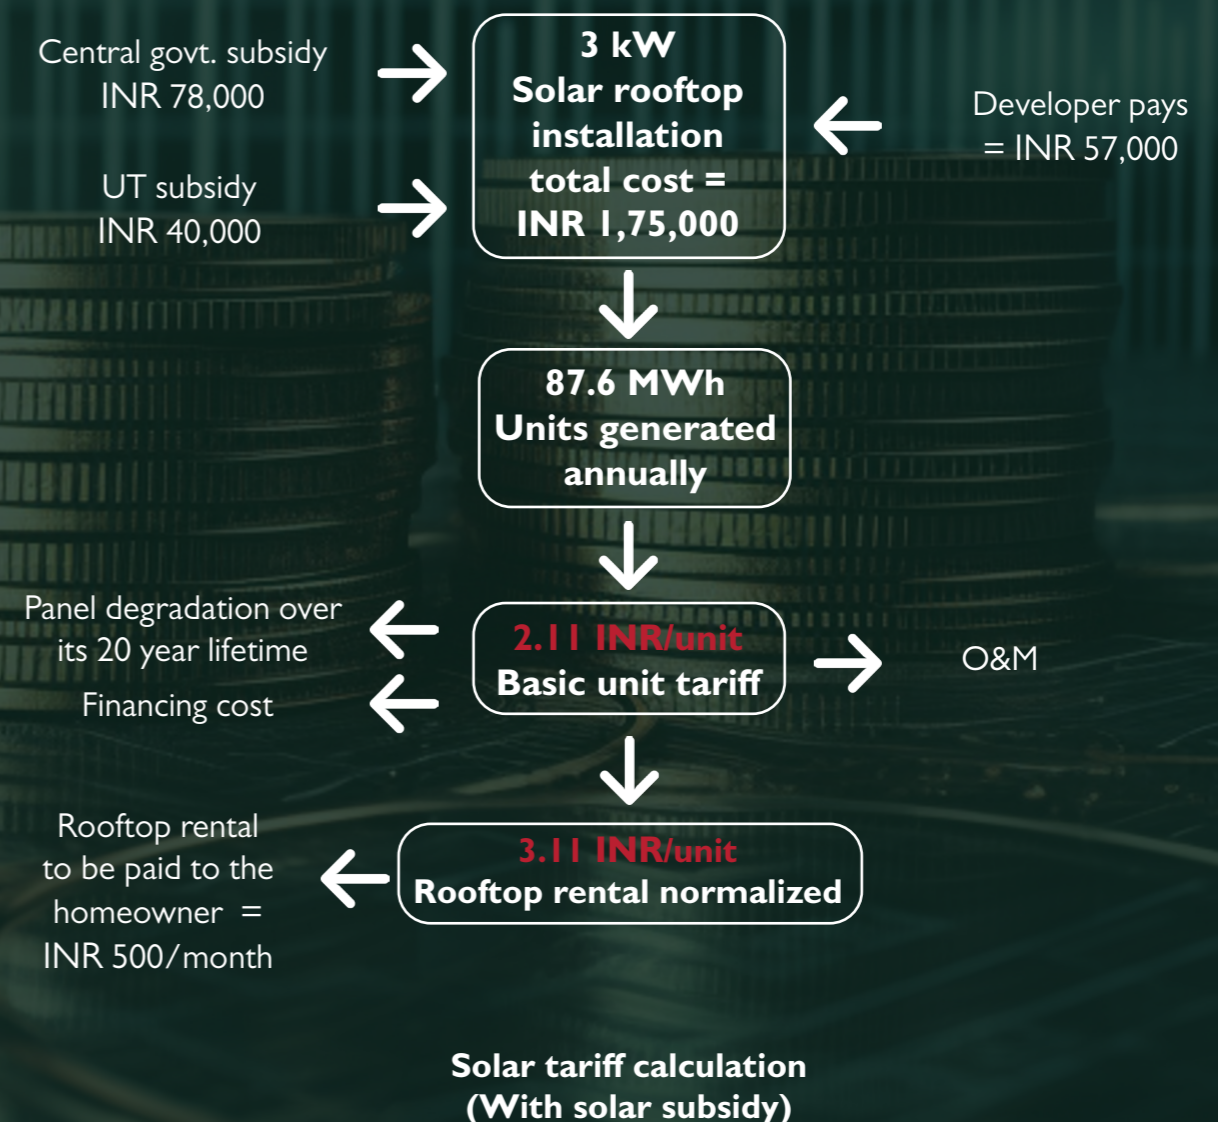 Central govt. subsidy
INR 78,000
UT subsidy
INR 40,000
3 kW
Solar rooftop
installation
total cost =
INR 1,75,000
Developer pays
= INR 57,000
87.6 MWh
Units generated
annually
Panel degradation over
its 20 year lifetime
Financing cost
2.11 INR/unit
Basic unit tariff
O&M
Rooftop rental
to be paid to the
homeowner =
INR 500/month
3.11 INR/unit
Rooftop rental normalized
Solar tariff calculation
(With solar subsidy)